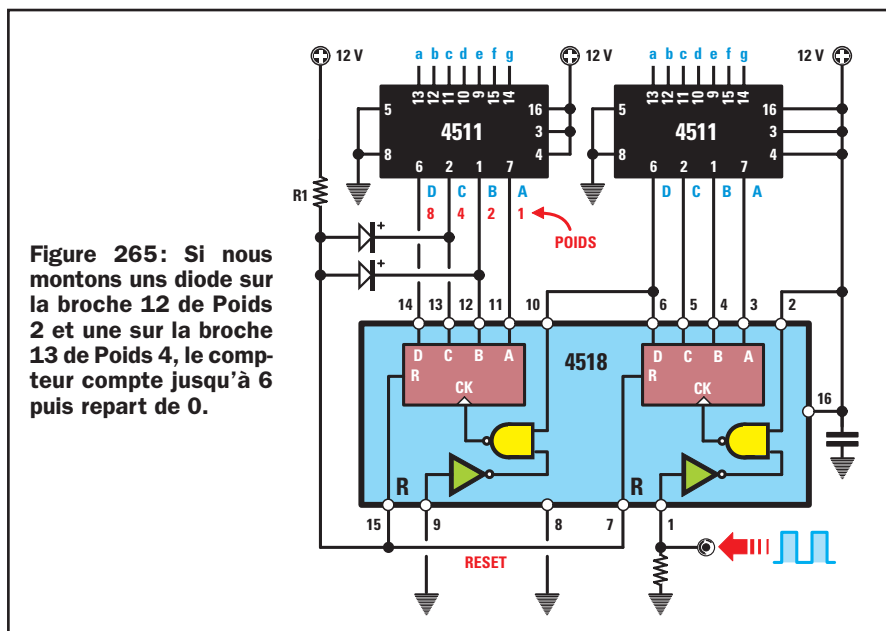 12 V
12 V
12 V
a b c d e f g
a b c d e f g
13 12 11 10 9 15 14
13 12 11 10 9 15 14
5
16
5
16
4511
3
4511
3
8
4
8
4
6 2 1 7
6 2 1 7
R1
D C B A
D C B A
8 4 2 1
POIDS
Figure 265: Si nous
montons uns diode sur
la broche 12 de Poids
2 et une sur la broche
13 de Poids 4, le comp-
teur compte jusqu'à 6
puis repart de 0.
+
+
14 13 12 11 10 6 5 4 3 2
D C B A
4518
D C B A
R
R
CK
CK
16
R
R
15 9 8 7 1
RESET